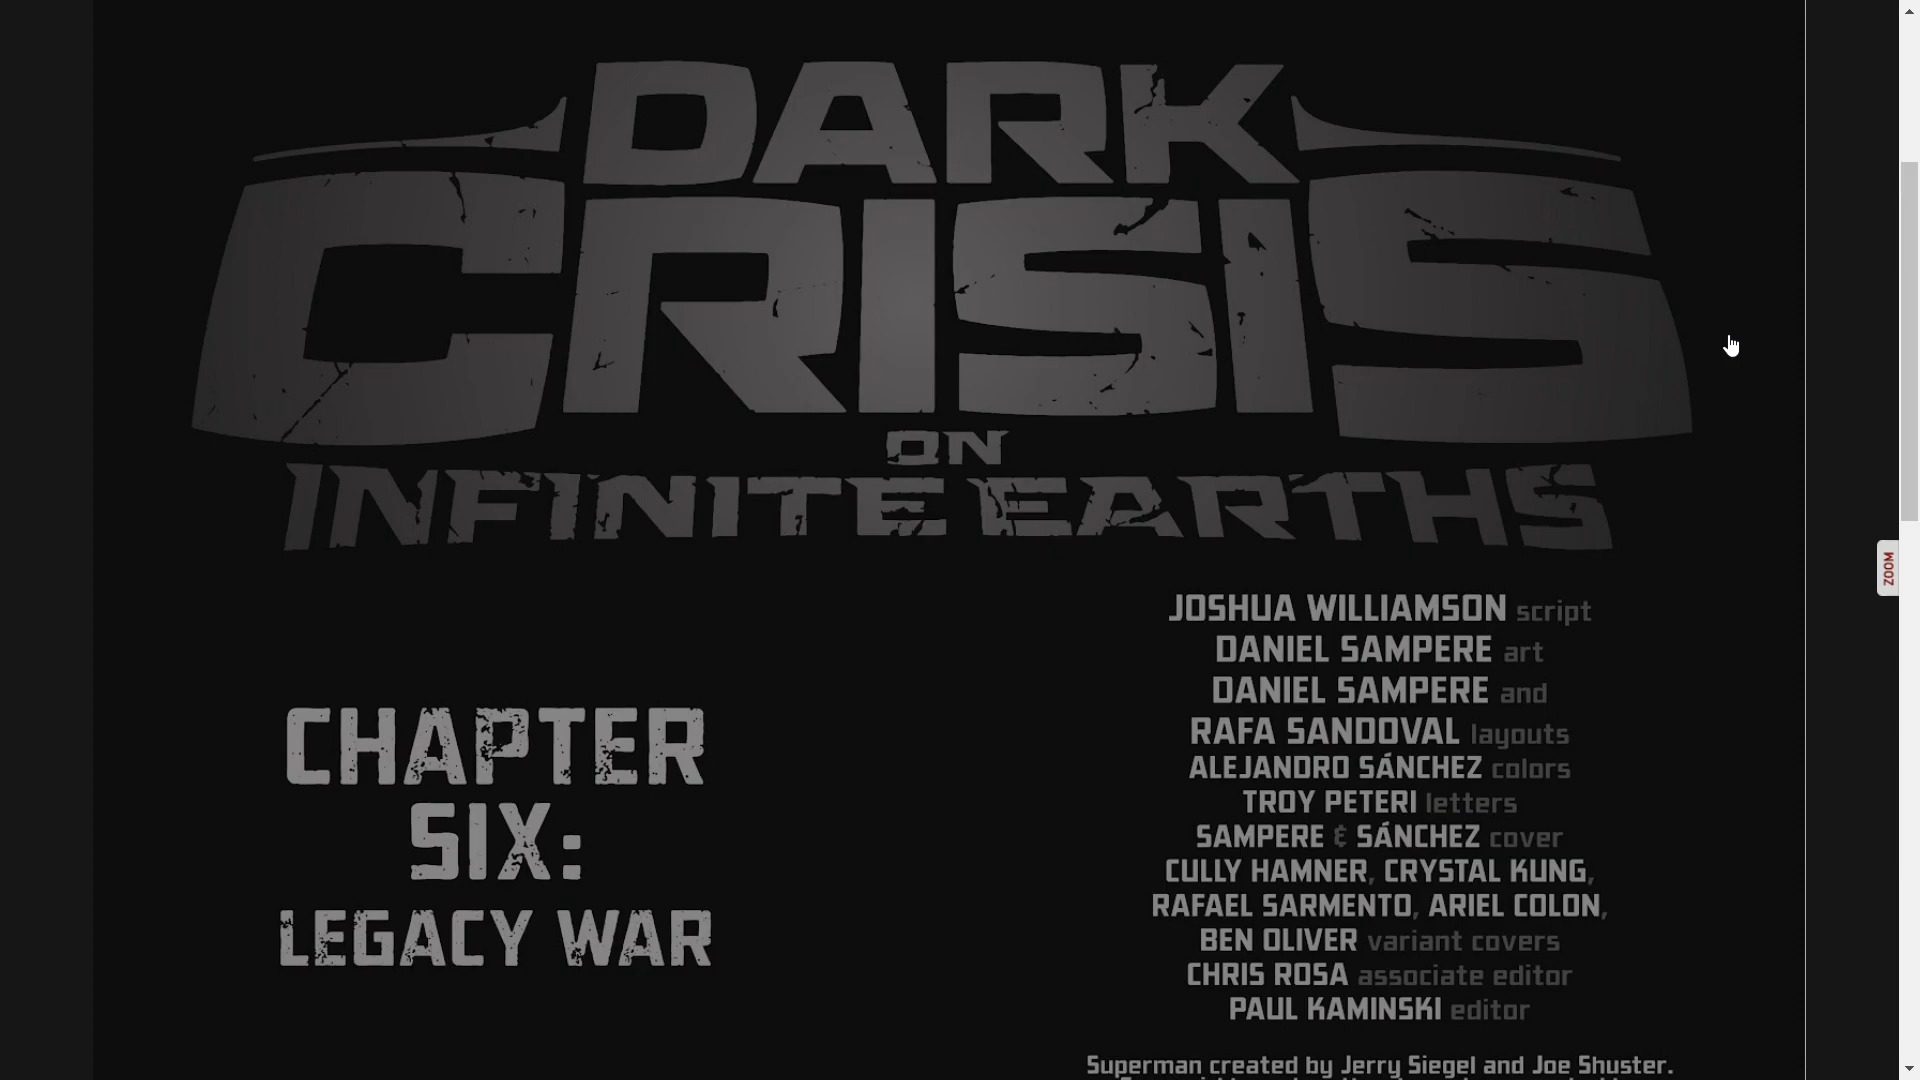 DARK
CRISIS
ON
INFINITE EARTHS
CHAPTER
SIX:
LEGACY WAR
JOSHUA WILLIAMSON script
DANIEL SAMPERE art
DANIEL SAMPERE and
RAFA SANDOVAL layouts
ALEJANDRO SÁNCHEZ colors
TROY PETERI letters
SAMPERE & SÁNCHEZ cover
CULLY HAMNER, CRYSTAL KUNG,
RAFAEL SARMENTO, ARIEL COLON,
BEN OLIVER variant covers
CHRIS ROSA associate editor
PAUL KAMINSKI editor
Superman created by Jerry Siegel and Joe Shuster.
ZOOM